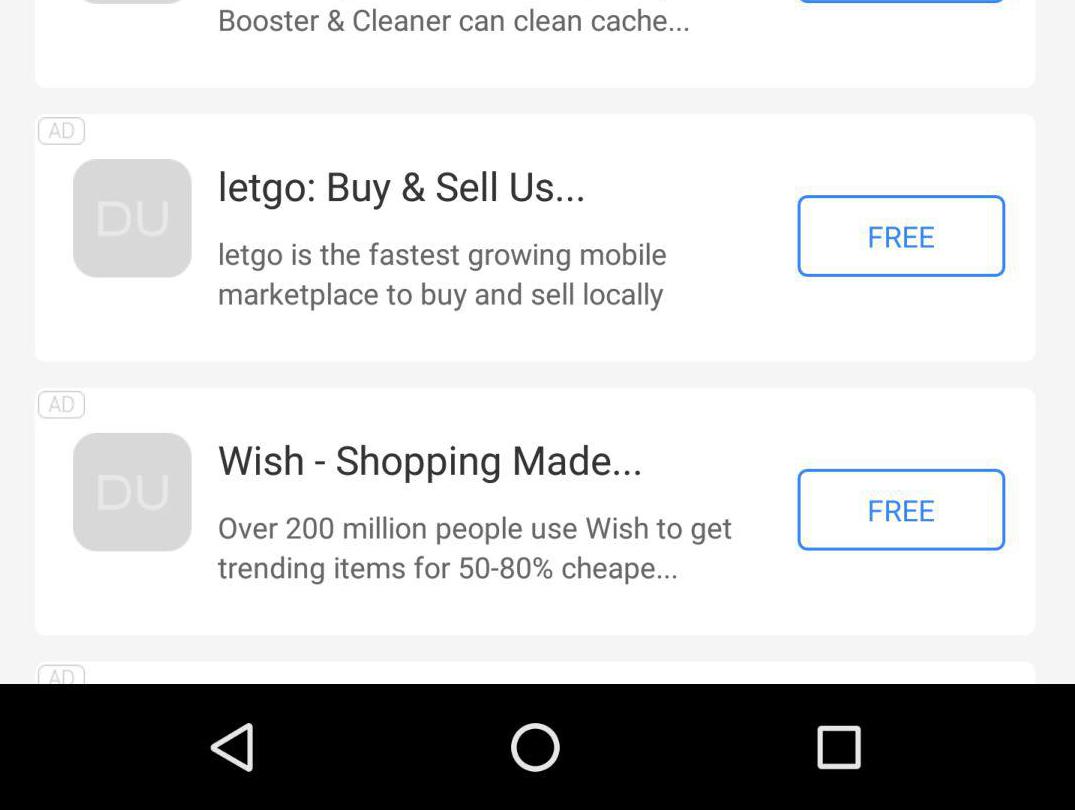 Booster & Cleaner can clean cache...
AD
DU
letgo: Buy & Sell Us...
letgo is the fastest growing mobile
marketplace to buy and sell locally
FREE
AD
DU
Wish - Shopping Made...
Over 200 million people use Wish to get
trending items for 50-80% cheape...
FREE
AD